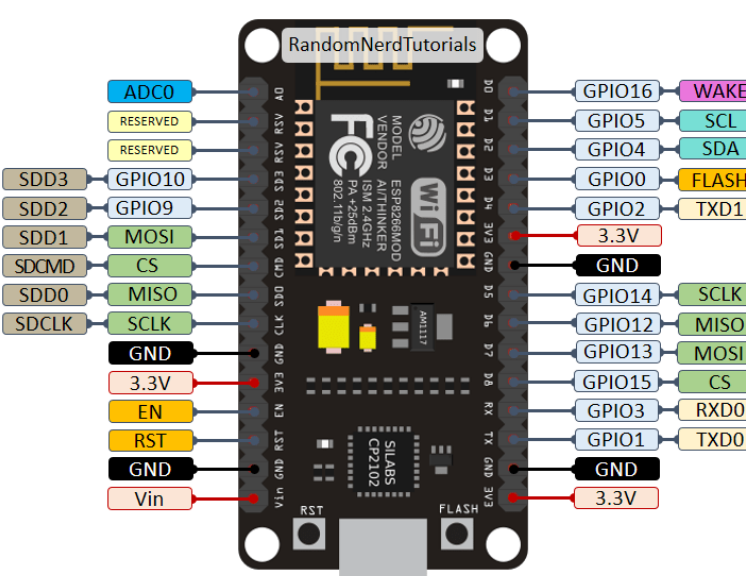 RandomNerdTutorials
ADC0
RESERVED
RESERVED
SDD3 GPIO10
SDD2 GPIO9
SDD1 MOSI
SDCMD CS
SDD0 MISO
SDCLK SCLK
GND
3.3V
EN
RST
GND
Vin
A0
RSV
RSV
SD3
SD2
SD1
CMD
SD0
CLK
GND
3V3
EN
RST
GND
Vin
MODEL ESP8266MOD
VENDOR AI/THINKER
ISM 2.4GHz
PA +25dBm
802.11b/g/n
FC
Wi Fi
AM1117
SILABS
CP2102
RST
FLASH
D0
D1
D2
D3
D4
3V3
GND
D5
D6
D7
D8
RX
TX
GND
3V3
GPIO16 WAKE
GPIO5 SCL
GPIO4 SDA
GPIO0 FLASH
GPIO2 TXD1
3.3V
GND
GPIO14 SCLK
GPIO12 MISO
GPIO13 MOSI
GPIO15 CS
GPIO3 RXD0
GPIO1 TXD0
GND
3.3V